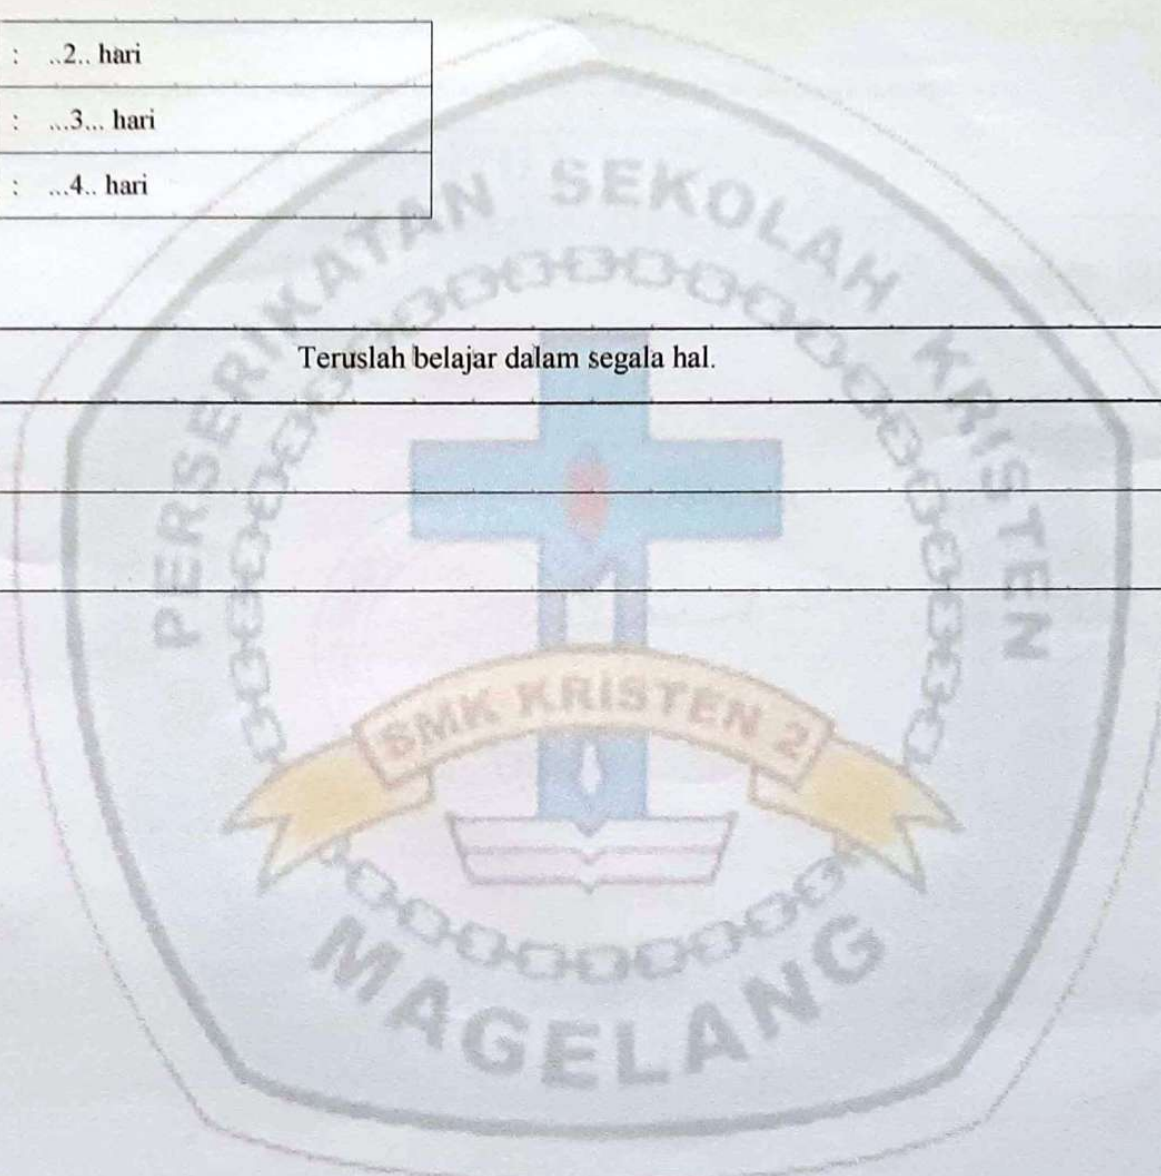 : ..2.. hari
: ...3... hari
: ...4.. hari
PERSERIKATAN SEKOLAH KRISTEN
Teruslah belajar dalam segala hal.
SMK KRISTEN 2
MAGELANG